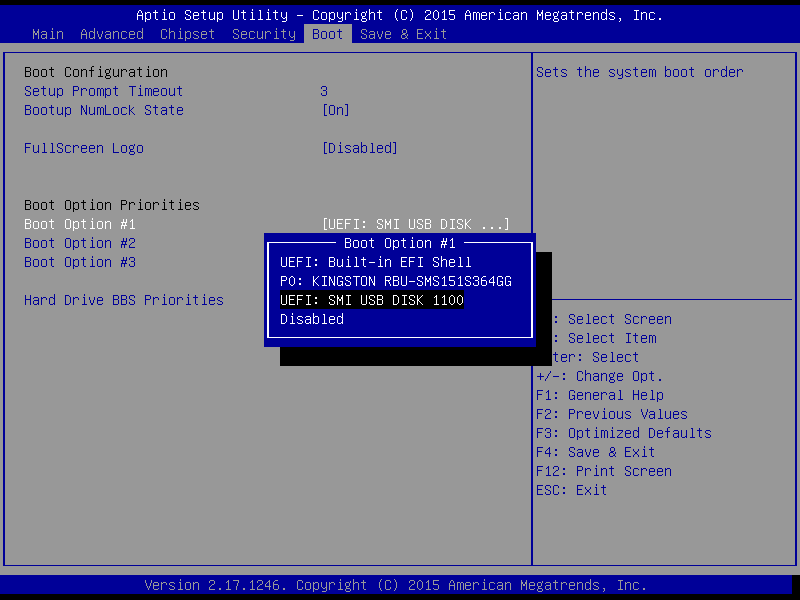 Aptio Setup Utility – Copyright (C) 2015 American Megatrends, Inc.
Main Advanced Chipset Security Boot Save & Exit
Boot Configuration
Setup Prompt Timeout 3
Bootup NumLock State [On]
FullScreen Logo [Disabled]
Boot Option Priorities
Boot Option #1 [UEFI: SMI USB DISK ...]
Boot Option #2
Boot Option #3
Hard Drive BBS Priorities
Boot Option #1
UEFI: Built-in EFI Shell
P0: KINGSTON RBU-SMS151S364GG
UEFI: SMI USB DISK 1100
Disabled
Sets the system boot order
: Select Screen
: Select Item
ter: Select
+/-: Change Opt.
F1: General Help
F2: Previous Values
F3: Optimized Defaults
F4: Save & Exit
F12: Print Screen
ESC: Exit
Version 2.17.1246. Copyright (C) 2015 American Megatrends, Inc.